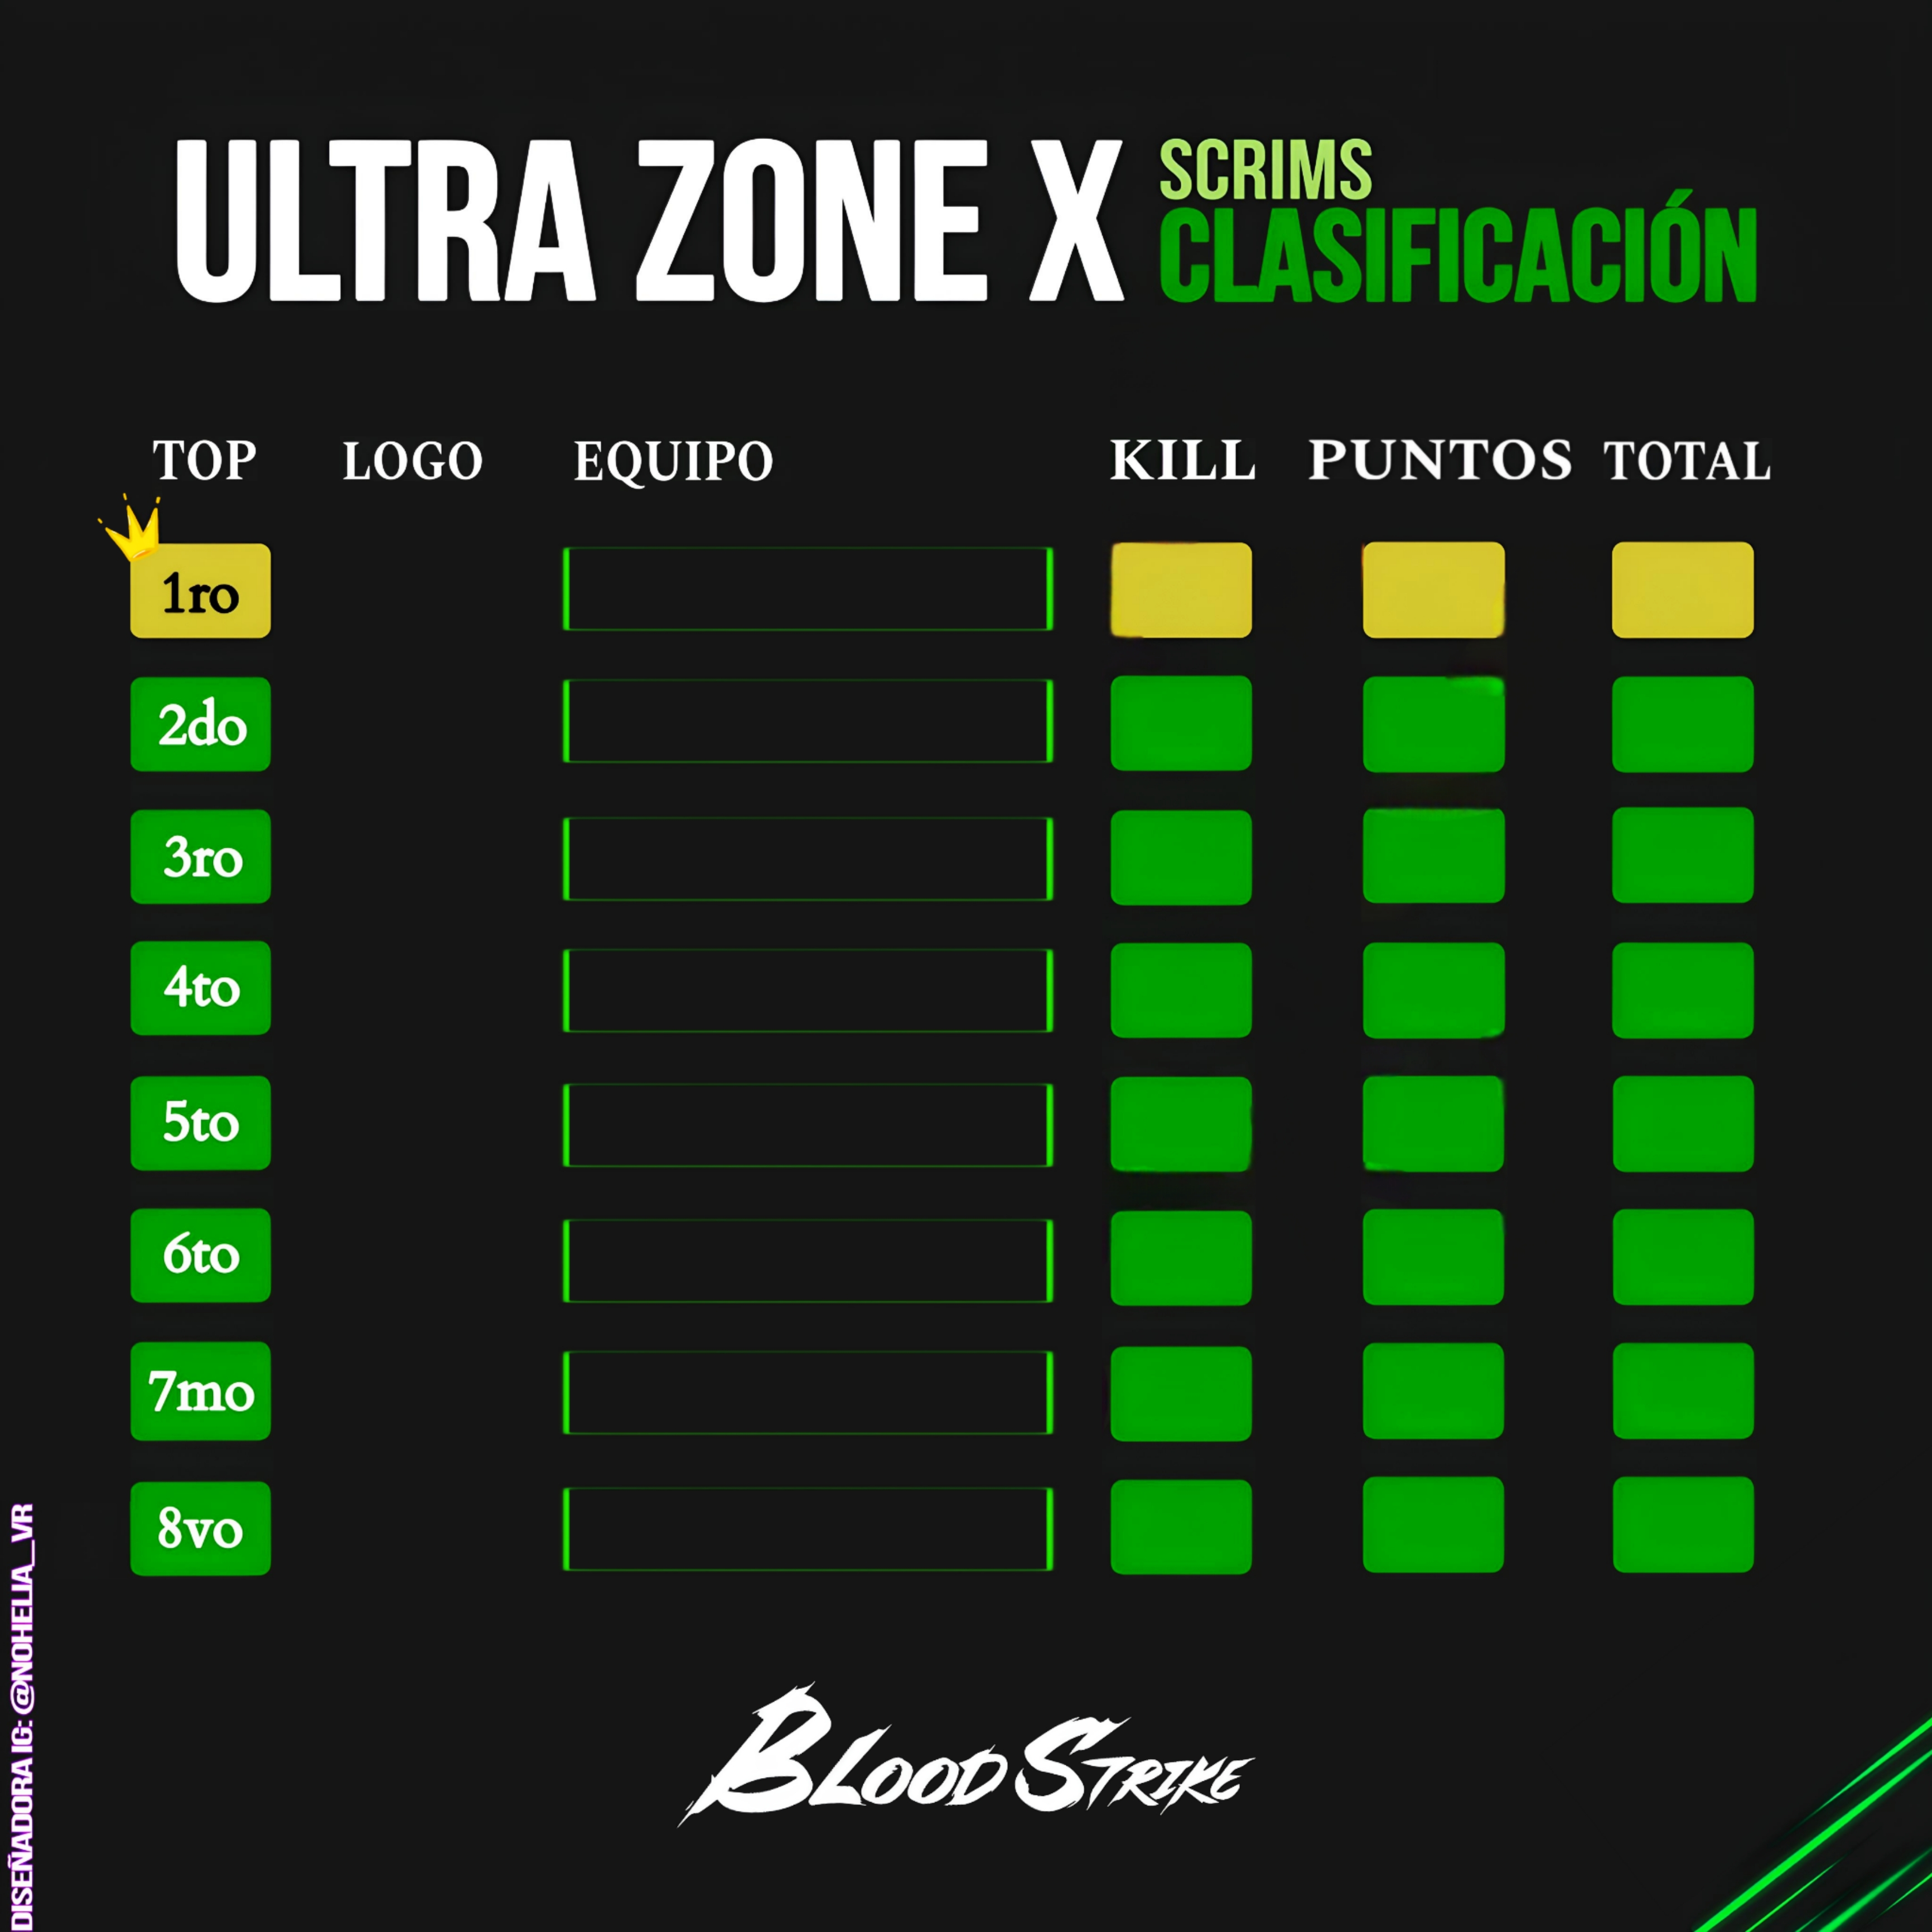 ULTRA ZONE X
SCRIMS
CLASIFICACIÓN
TOP LOGO EQUIPO KILL PUNTOS TOTAL
1ro
2do
3ro
4to
5to
6to
7mo
8vo
BLOOD STRIKE
DISEÑADORA IG: @NOHELIA_VR